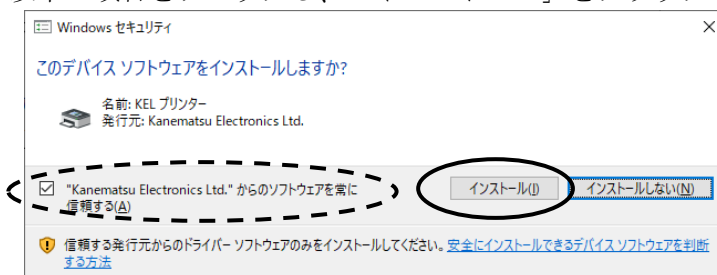 Windows セキュリティ
このデバイス ソフトウェアをインストールしますか?
名前: KEL プリンター
発行元: Kanematsu Electronics Ltd.
"Kanematsu Electronics Ltd." からのソフトウェアを常に
信頼する(A)
インストール(I)
インストールしない(N)
信頼する発行元からのドライバー ソフトウェアのみをインストールしてください。安全にインストールできるデバイス ソフトウェアを判断
する方法